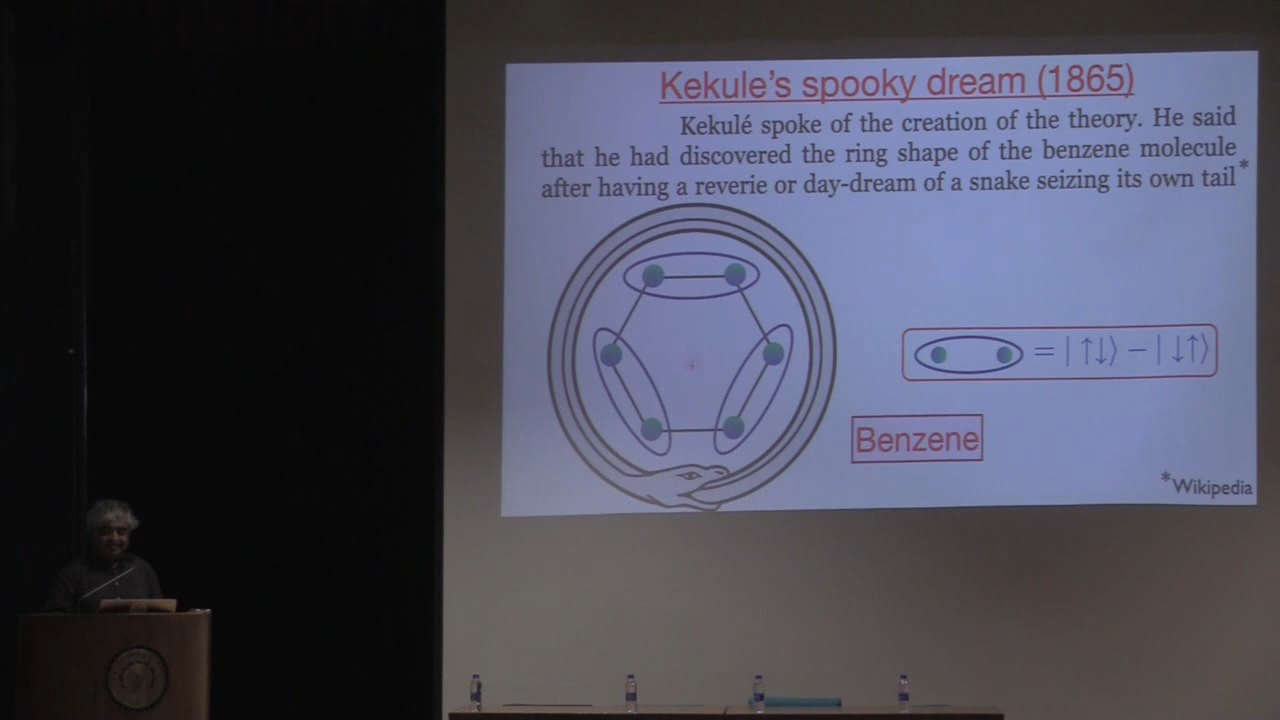 Kekule's spooky dream (1865)
Kekulé spoke of the creation of the theory. He said
that he had discovered the ring shape of the benzene molecule
after having a reverie or day-dream of a snake seizing its own tail*
= | ↑↓⟩ − | ↓↑⟩
Benzene
*Wikipedia